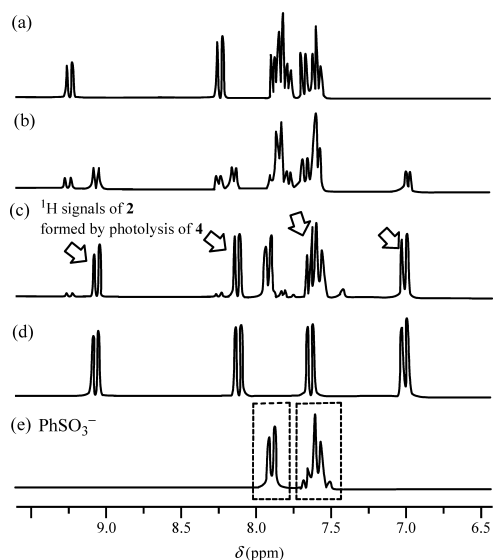 (a)
(b)
(c) ¹H signals of **2**
formed by photolysis of **4**
(d)
(e) PhSO₃⁻
9.0 8.5 8.0 7.5 7.0 6.5
δ (ppm)